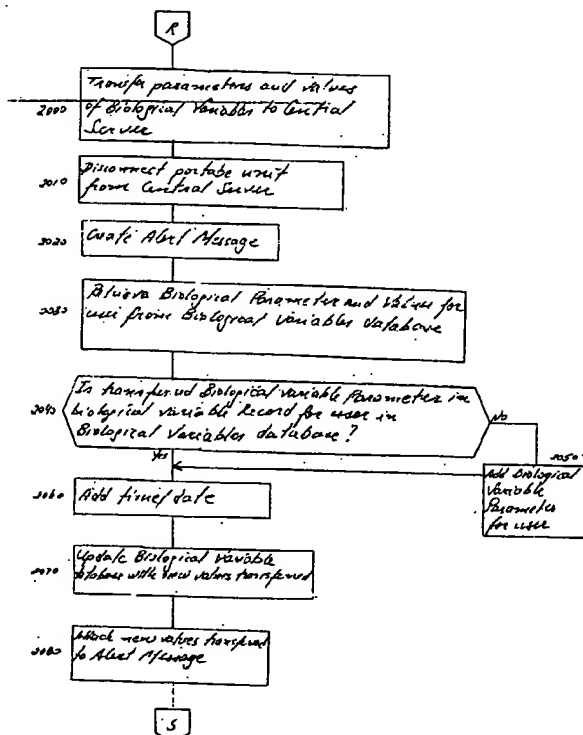 R
Transfer parameters and values
of Biological Variables to Central
Server
2000
Disconnect portabe unit
from Central Server
3010
Create Alert Message
3020
Biological Parameter and Values for
user from Biological Variables database
3030
Is transferred Biological variable Parameter in
biological variable Record for user in
Biological Variables database?
3040
No
Yes
3050
Add Biological
Variable
Parameter
for user
Add time/date
3060
Update Biological Variable
database with new values transferred
3070
Attach new values transferred
to Alert Message
3080
S